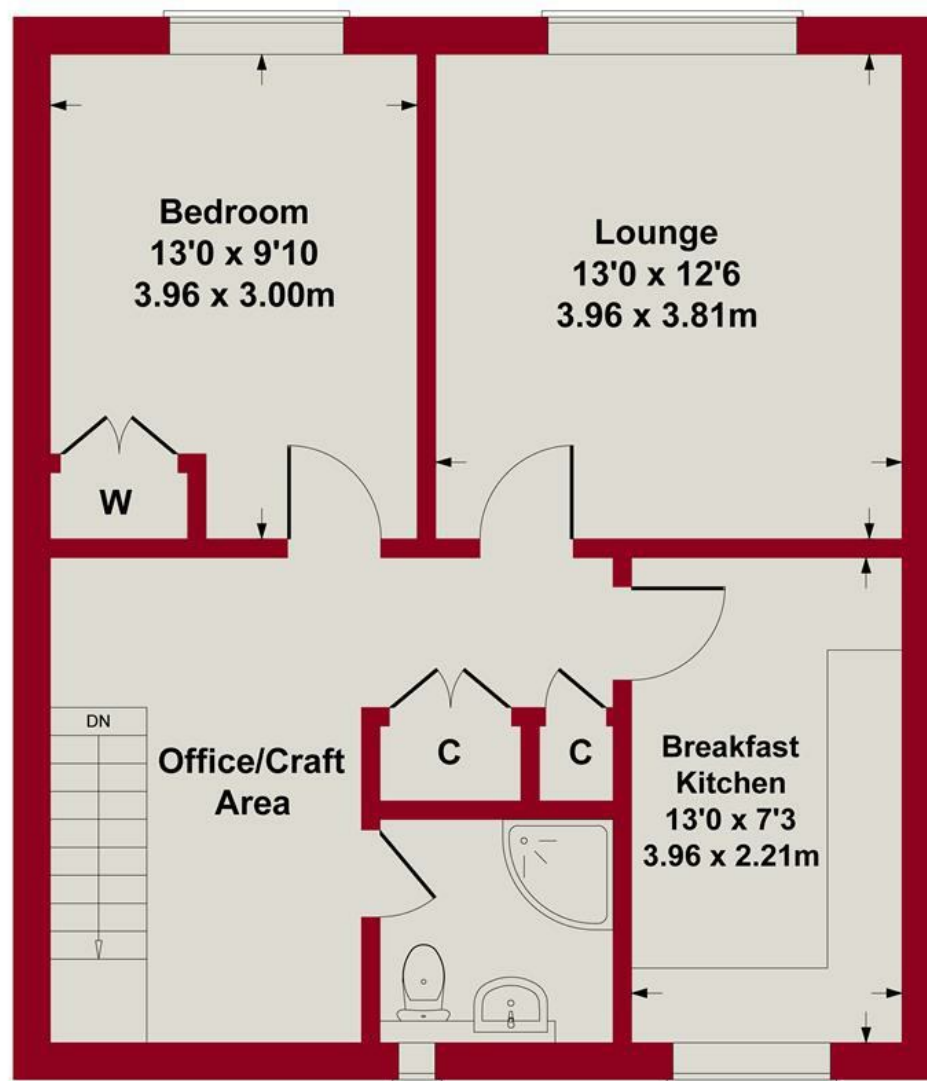 Bedroom
13'0 x 9'10
3.96 x 3.00m
Lounge
13'0 x 12'6
3.96 x 3.81m
W
DN
Office/Craft
Area
C
C
Breakfast
Kitchen
13'0 x 7'3
3.96 x 2.21m